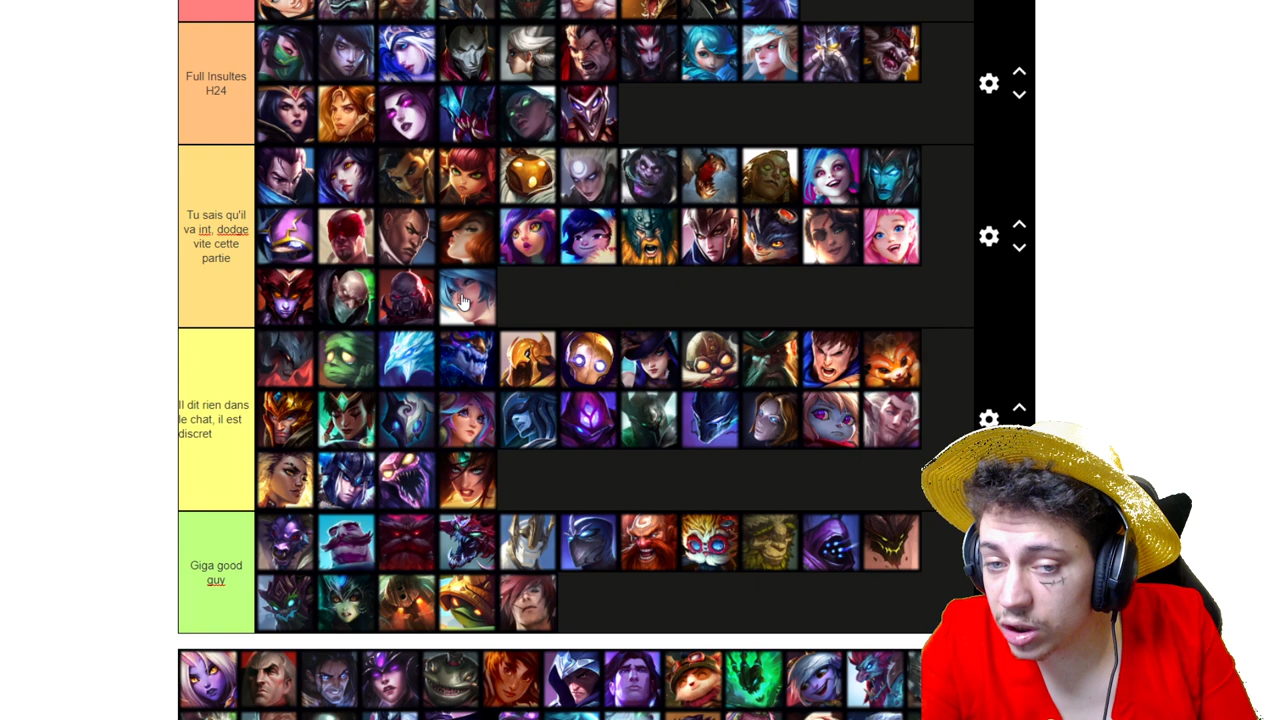 Full Insultes
H24
Tu sais qu'il
va int, dodge
vite cette
partie
Il dit rien dans
le chat, il est
discret
Giga good
guy